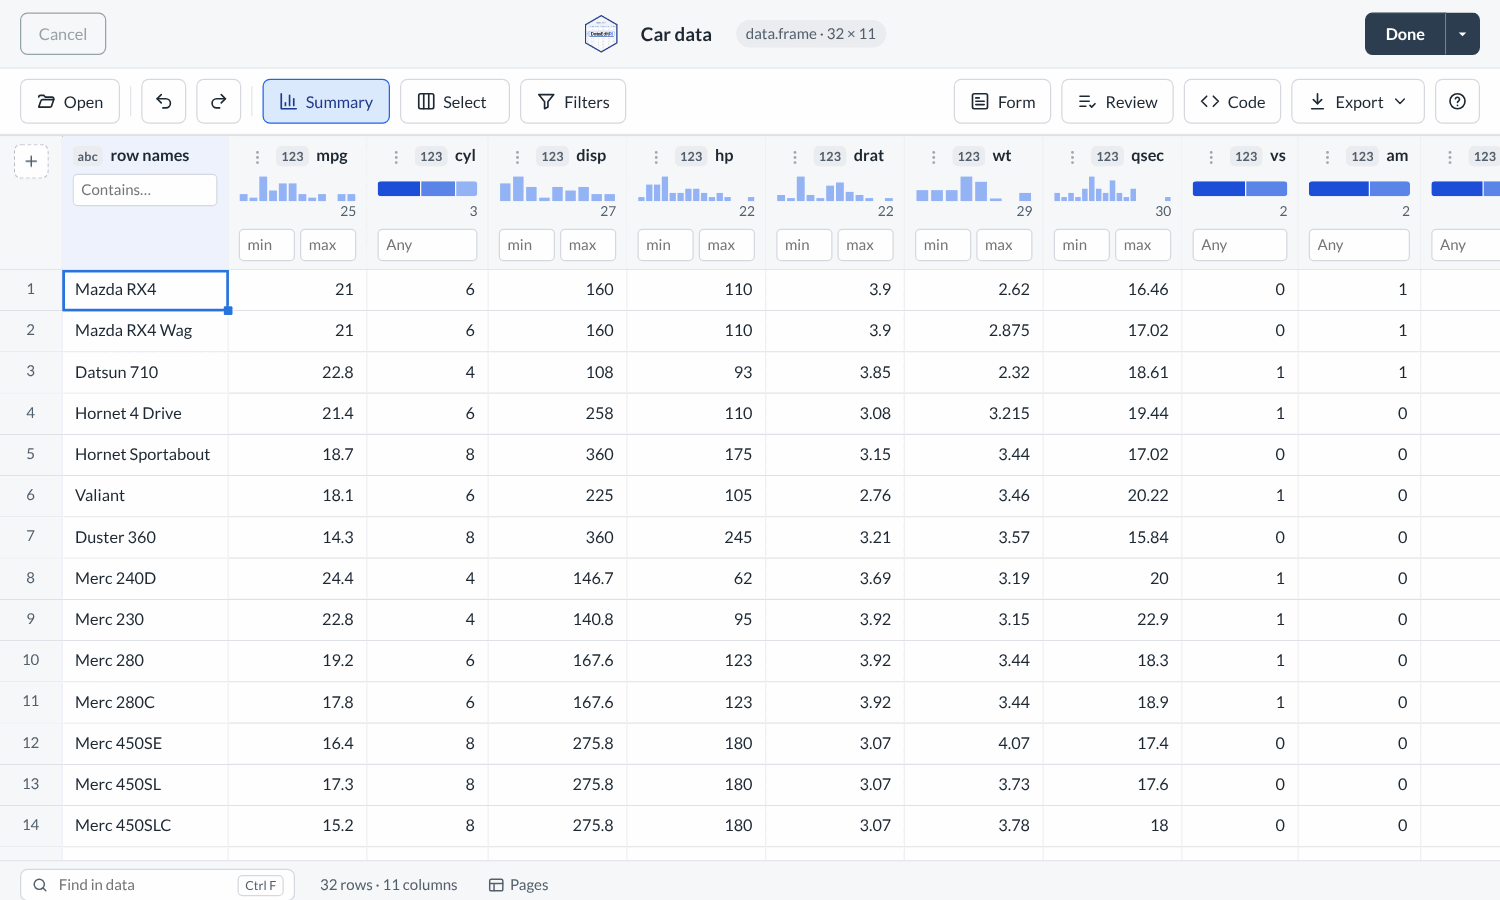 Cancel
Car data
data.frame · 32 × 11
Done
Open
Summary
Select
Filters
Form
Review
Code
Export
abc row names 123 mpg 123 cyl 123 disp 123 hp 123 drat 123 wt 123 qsec 123 vs 123 am 123
Contains...
25 3 27 22 22 29 30 2 2
min max Any min max min max min max min max min max Any Any Any
1 Mazda RX4 21 6 160 110 3.9 2.62 16.46 0 1
2 Mazda RX4 Wag 21 6 160 110 3.9 2.875 17.02 0 1
3 Datsun 710 22.8 4 108 93 3.85 2.32 18.61 1 1
4 Hornet 4 Drive 21.4 6 258 110 3.08 3.215 19.44 1 0
5 Hornet Sportabout 18.7 8 360 175 3.15 3.44 17.02 0 0
6 Valiant 18.1 6 225 105 2.76 3.46 20.22 1 0
7 Duster 360 14.3 8 360 245 3.21 3.57 15.84 0 0
8 Merc 240D 24.4 4 146.7 62 3.69 3.19 20 1 0
9 Merc 230 22.8 4 140.8 95 3.92 3.15 22.9 1 0
10 Merc 280 19.2 6 167.6 123 3.92 3.44 18.3 1 0
11 Merc 280C 17.8 6 167.6 123 3.92 3.44 18.9 1 0
12 Merc 450SE 16.4 8 275.8 180 3.07 4.07 17.4 0 0
13 Merc 450SL 17.3 8 275.8 180 3.07 3.73 17.6 0 0
14 Merc 450SLC 15.2 8 275.8 180 3.07 3.78 18 0 0
Find in data Ctrl F 32 rows · 11 columns Pages